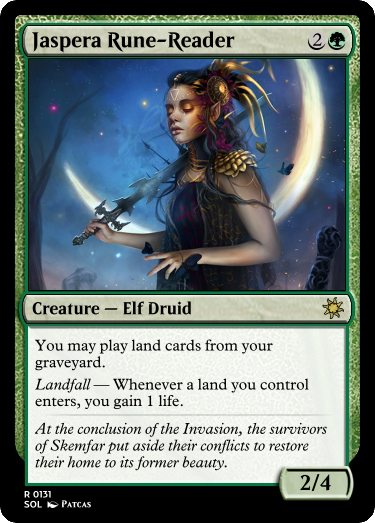 Jaspera Rune-Reader 2
Creature — Elf Druid
You may play land cards from your
graveyard.
Landfall — Whenever a land you control
enters, you gain 1 life.
At the conclusion of the Invasion, the survivors
of Skemfar put aside their conflicts to restore
their home to its former beauty.
2/4
R 0131
SOL Patcas